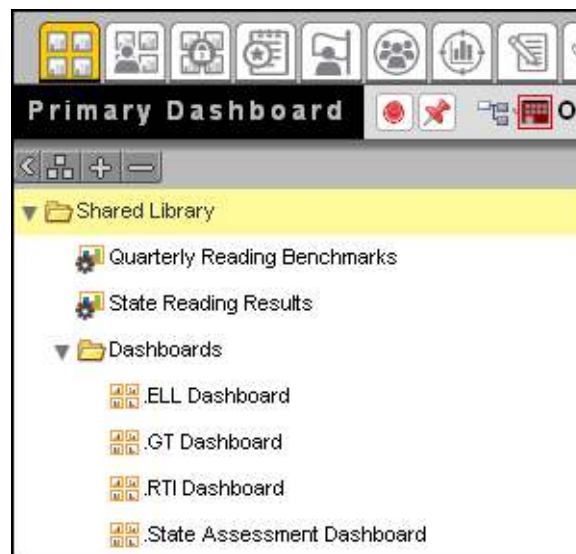 Primary Dashboard O
Shared Library
Quarterly Reading Benchmarks
State Reading Results
Dashboards
.ELL Dashboard
.GT Dashboard
.RTI Dashboard
.State Assessment Dashboard